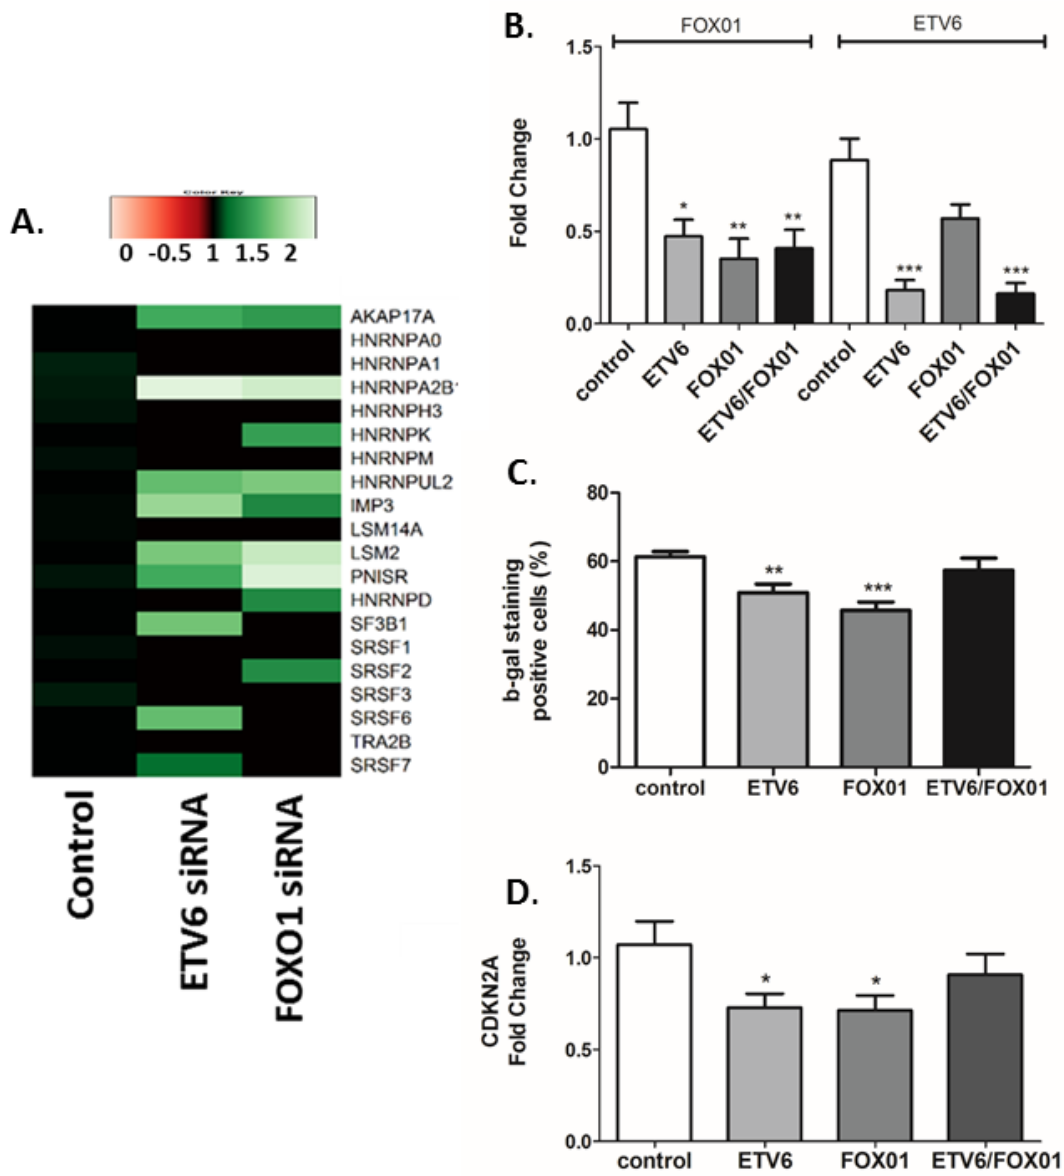 A.
Color Key
0 -0.5 1 1.5 2
AKAP17A
HNRNPA0
HNRNPA1
HNRNPA2B1
HNRNPH3
HNRNPK
HNRNPM
HNRNPUL2
IMP3
LSM14A
LSM2
PNISR
HNRNPD
SF3B1
SRSF1
SRSF2
SRSF3
SRSF6
TRA2B
SRSF7
Control
ETV6 siRNA
FOXO1 siRNA
B.
FOX01 ETV6
Fold Change
1.5
1.0
0.5
0.0
* ** ** *** ***
control ETV6 FOX01 ETV6/FOX01 control ETV6 FOX01 ETV6/FOX01
C.
b-gal staining
positive cells (%)
80
60
40
20
0
** ***
control ETV6 FOX01 ETV6/FOX01
D.
CDKN2A
Fold Change
1.5
1.0
0.5
0.0
* *
control ETV6 FOX01 ETV6/FOX01